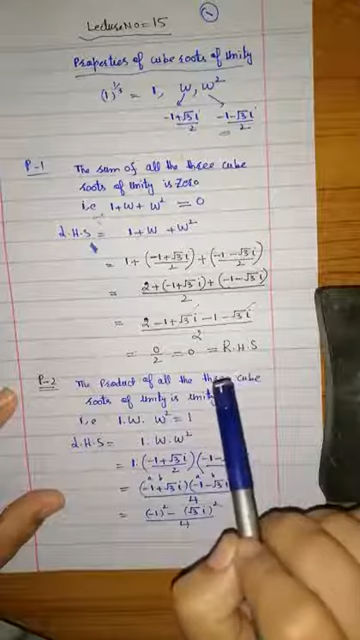 Lecture No = 15
Properties of cube roots of Unity
(1)^1/3 = 1, ω, ω²
(-1+√3i)/2 (-1-√3i)/2
P-1 The sum of all the three cube
roots of Unity is Zero
i.e 1+ω+ω² = 0
L.H.S = 1+ω+ω²
= 1+((-1+√3i)/2)+((-1-√3i)/2)
= (2+(-1+√3i)+(-1-√3i))/2
= (2-1+√3i-1-√3i)/2
= 0/2 = 0 = R.H.S
P-2 The Product of all the three cube
roots of Unity is unity
i.e 1.ω.ω² = 1
L.H.S = 1.ω.ω²
= 1.((-1+√3i)/2)(-1-
a b a b
= (-1+√3i)(-1-√3i)/4
= ((-1)²-(√3i)²)/4